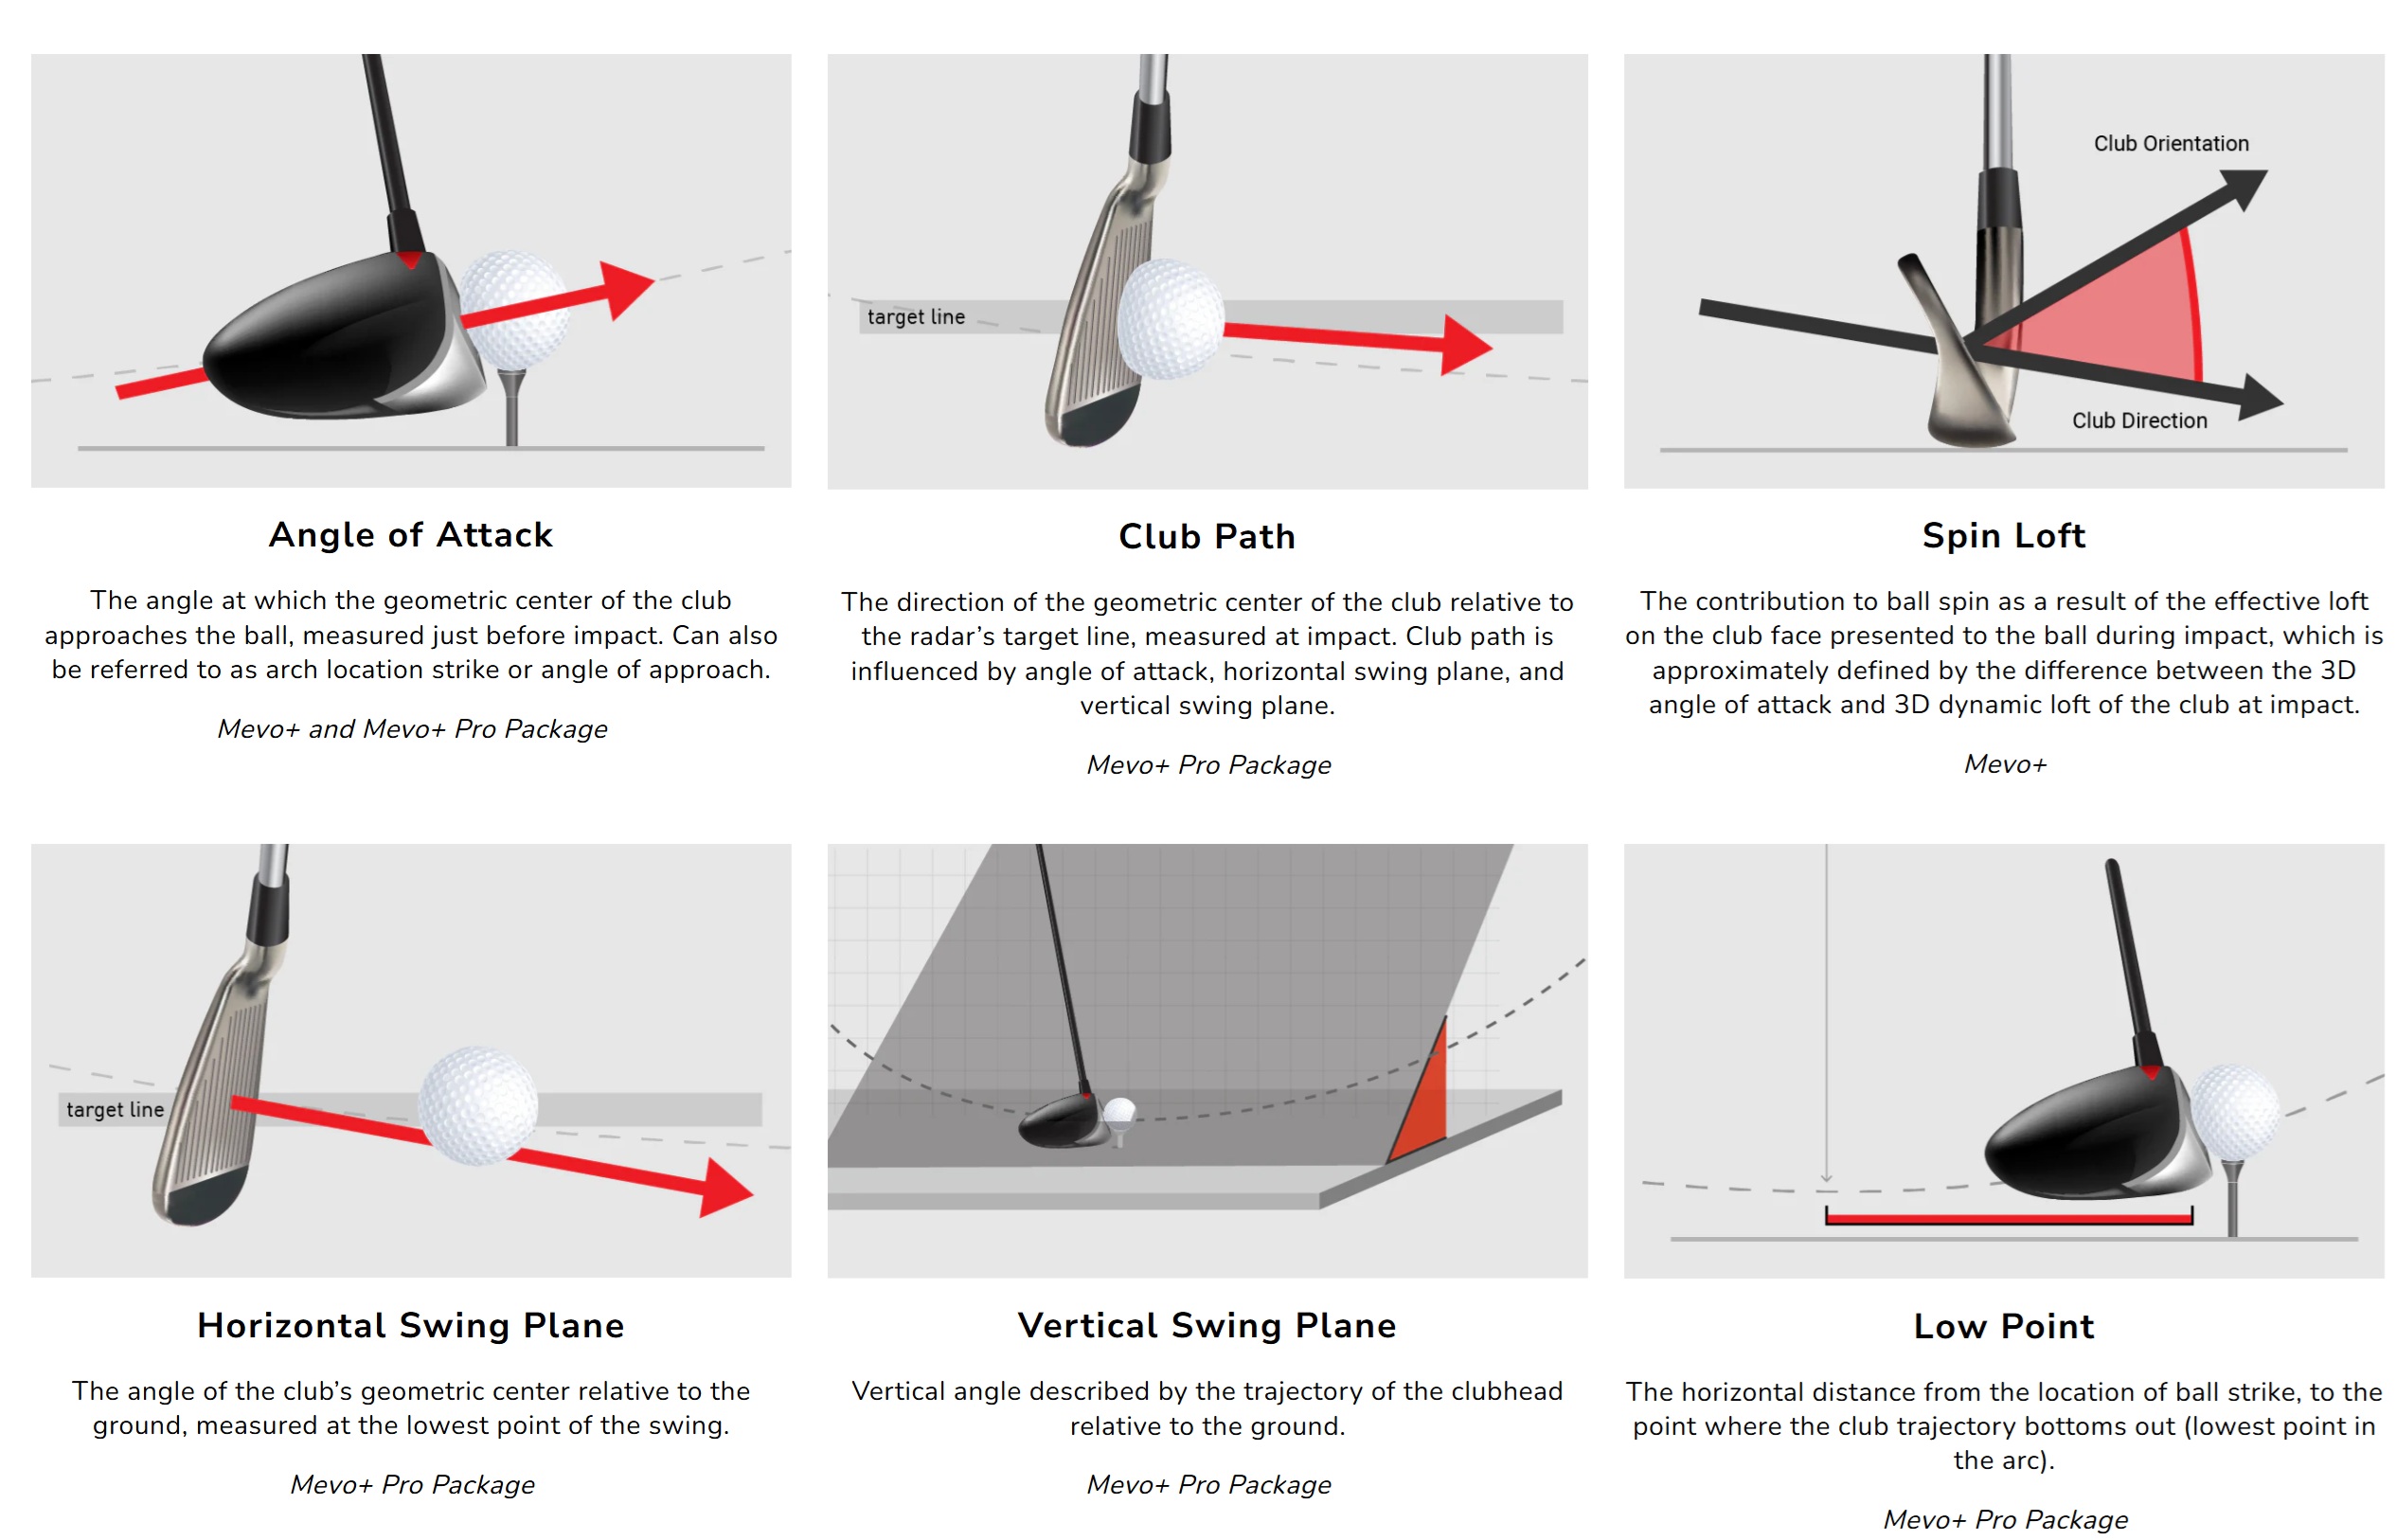 target line
Club Orientation
Club Direction
Angle of Attack
The angle at which the geometric center of the club
approaches the ball, measured just before impact. Can also
be referred to as arch location strike or angle of approach.
Mevo+ and Mevo+ Pro Package
Club Path
The direction of the geometric center of the club relative to
the radar’s target line, measured at impact. Club path is
influenced by angle of attack, horizontal swing plane, and
vertical swing plane.
Mevo+ Pro Package
Spin Loft
The contribution to ball spin as a result of the effective loft
on the club face presented to the ball during impact, which is
approximately defined by the difference between the 3D
angle of attack and 3D dynamic loft of the club at impact.
Mevo+
target line
Horizontal Swing Plane
The angle of the club’s geometric center relative to the
ground, measured at the lowest point of the swing.
Mevo+ Pro Package
Vertical Swing Plane
Vertical angle described by the trajectory of the clubhead
relative to the ground.
Mevo+ Pro Package
Low Point
The horizontal distance from the location of ball strike, to the
point where the club trajectory bottoms out (lowest point in
the arc).
Mevo+ Pro Package